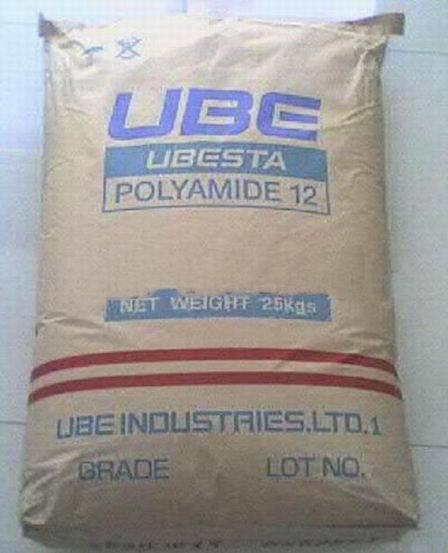 UBE
UBESTA
POLYAMIDE 12
NET WEIGHT 25Kgs
UBE INDUSTRIES,LTD.1
GRADE LOT NO.